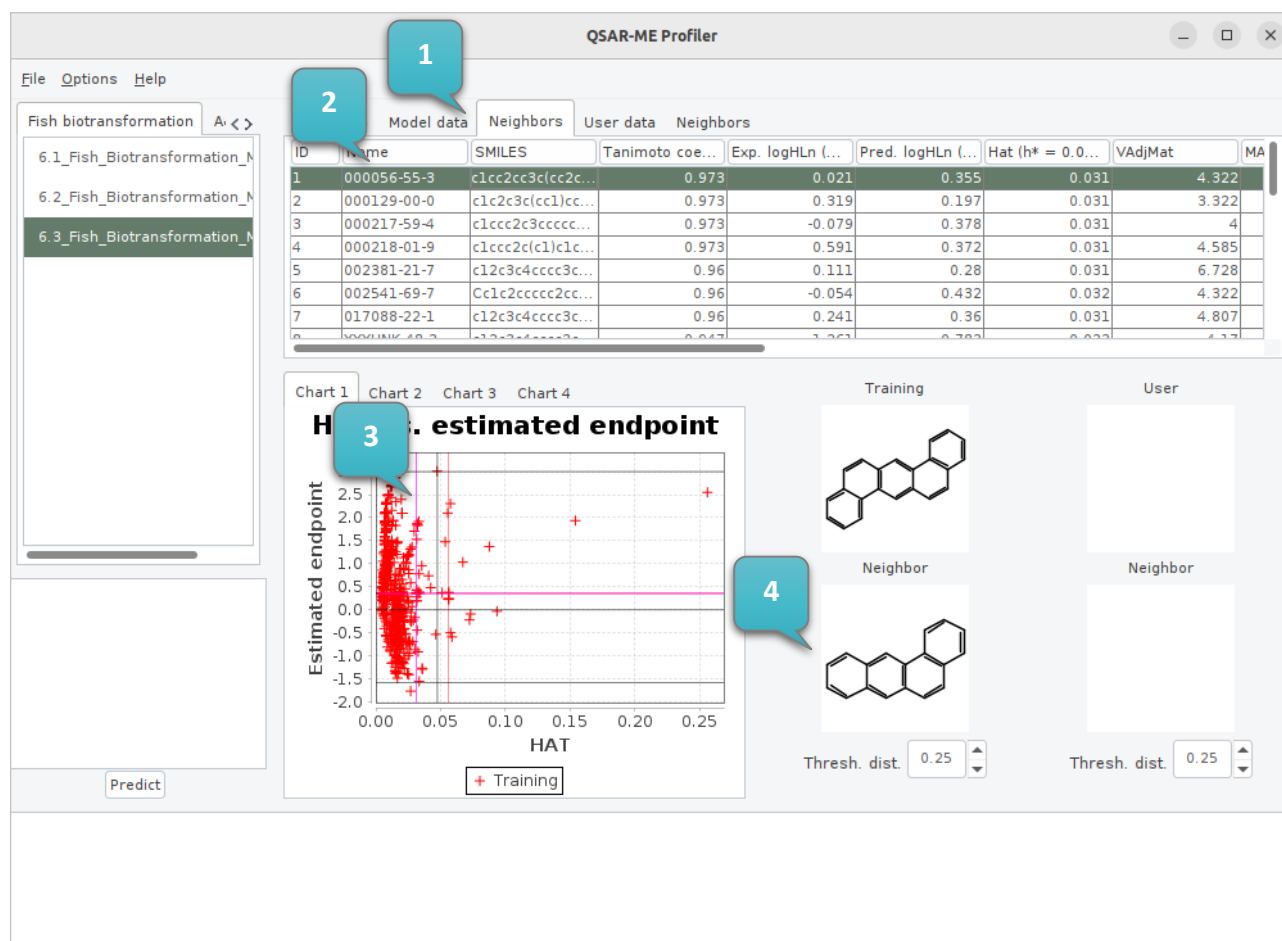 QSAR-ME Profiler
1
File Options Help
2
Fish biotransformation
Model data Neighbors User data Neighbors
6.1_Fish_Biotransformation_M
6.2_Fish_Biotransformation_M
6.3_Fish_Biotransformation_M
ID Name SMILES Tanimoto coe... Exp. logHLn (... Pred. logHLn (... Hat (h* = 0.0... VAdjMat MA
1 000056-55-3 c1cc2cc3c(cc2c... 0.973 0.021 0.355 0.031 4.322
2 000129-00-0 c1c2c3c(cc1)cc... 0.973 0.319 0.197 0.031 3.322
3 000217-59-4 c1ccc2c3ccccc... 0.973 -0.079 0.378 0.031 4
4 000218-01-9 c1ccc2c(c1)c1c... 0.973 0.591 0.372 0.031 4.585
5 002381-21-7 c12c3c4cccc3c... 0.96 0.111 0.28 0.031 6.728
6 002541-69-7 Cc1c2ccccc2cc... 0.96 -0.054 0.432 0.032 4.322
7 017088-22-1 c12c3c4cccc3c... 0.96 0.241 0.36 0.031 4.807
Chart 1 Chart 2 Chart 3 Chart 4
estimated endpoint
3
Estimated endpoint
2.5
2.0
1.5
1.0
0.5
0.0
-0.5
-1.0
-1.5
-2.0
0.00 0.05 0.10 0.15 0.20 0.25
HAT
Training
Training
User
Neighbor
Neighbor
4
Thresh. dist. 0.25
Thresh. dist. 0.25
Predict